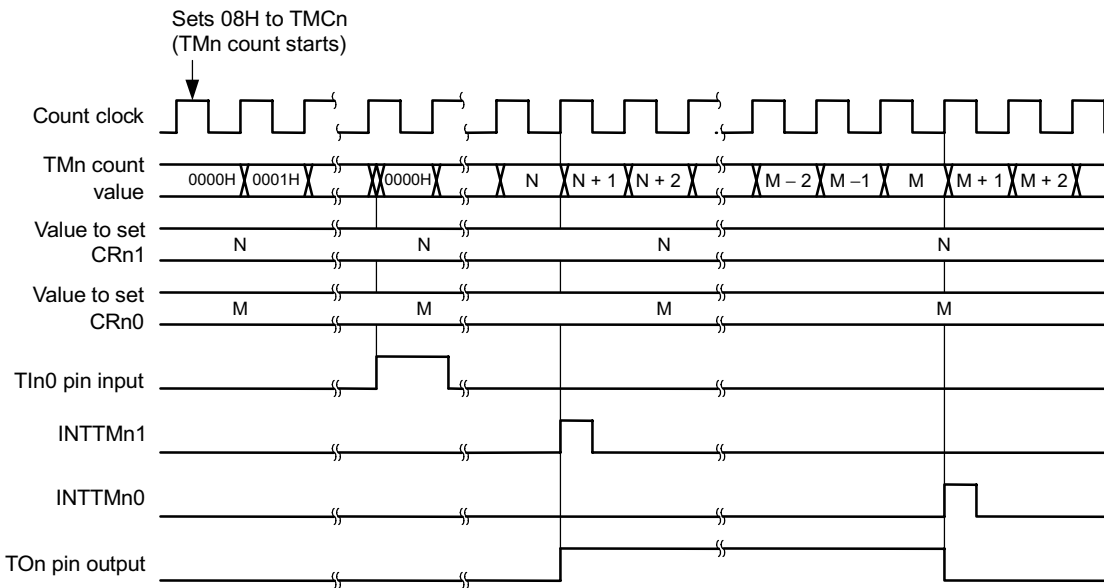 Sets 08H to TMCn
(TMn count starts)
Count clock
TMn count
value
0000H 0001H 0000H N N + 1 N + 2 M – 2 M –1 M M + 1 M + 2
Value to set
CRn1
N N N N
Value to set
CRn0
M M M M
TIn0 pin input
INTTMn1
INTTMn0
TOn pin output